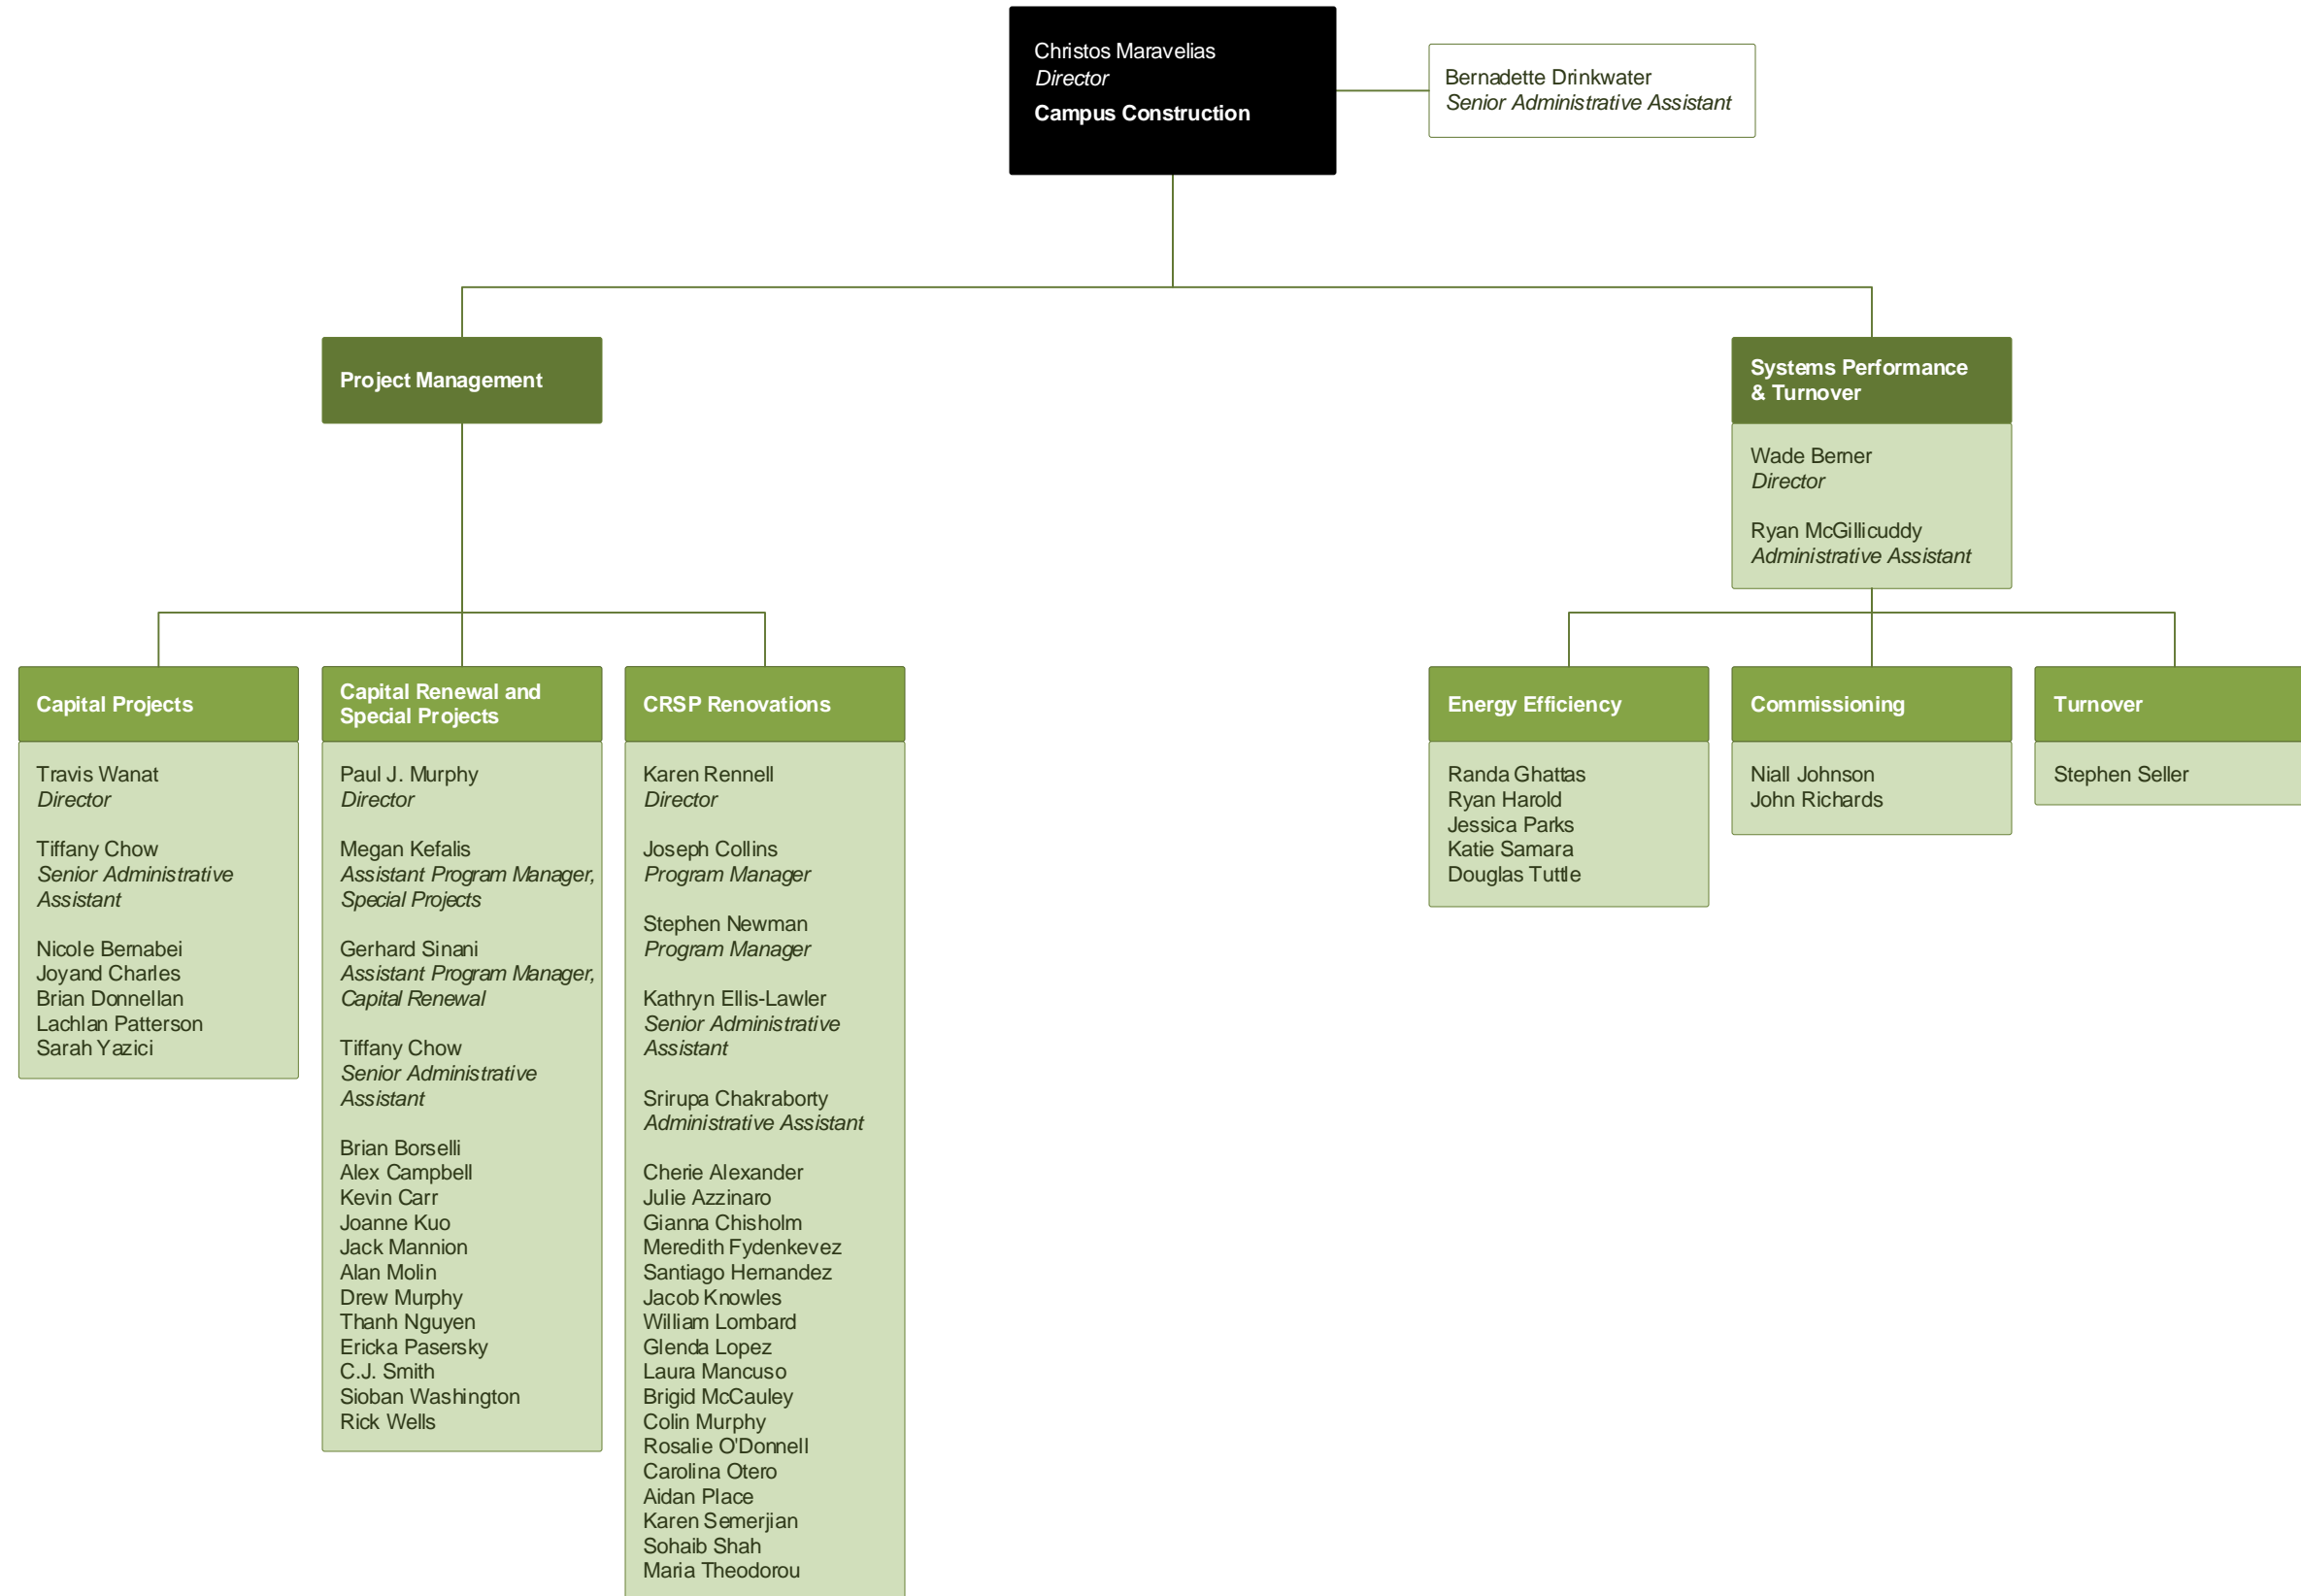 Christos Maravelias
Director
Campus Construction
Bernadette Drinkwater
Senior Administrative Assistant
Project Management
Systems Performance
& Turnover
Wade Berner
Director
Ryan McGillicuddy
Administrative Assistant
Capital Projects
Travis Wanat
Director
Tiffany Chow
Senior Administrative
Assistant
Nicole Bernabei
Joyand Charles
Brian Donnellan
Lachlan Patterson
Sarah Yazici
Capital Renewal and
Special Projects
Paul J. Murphy
Director
Megan Kefalis
Assistant Program Manager,
Special Projects
Gerhard Sinani
Assistant Program Manager,
Capital Renewal
Tiffany Chow
Senior Administrative
Assistant
Brian Borselli
Alex Campbell
Kevin Carr
Joanne Kuo
Jack Mannion
Alan Molin
Drew Murphy
Thanh Nguyen
Ericka Pasersky
C.J. Smith
Sioban Washington
Rick Wells
CRSP Renovations
Karen Rennell
Director
Joseph Collins
Program Manager
Stephen Newman
Program Manager
Kathryn Ellis-Lawler
Senior Administrative
Assistant
Srirupa Chakraborty
Administrative Assistant
Cherie Alexander
Julie Azzinaro
Gianna Chisholm
Meredith Fydenkevez
Santiago Hernandez
Jacob Knowles
William Lombard
Glenda Lopez
Laura Mancuso
Brigid McCauley
Colin Murphy
Rosalie O'Donnell
Carolina Otero
Aidan Place
Karen Semerjian
Sohaib Shah
Maria Theodorou
Energy Efficiency
Randa Ghattas
Ryan Harold
Jessica Parks
Katie Samara
Douglas Tuttle
Commissioning
Niall Johnson
John Richards
Turnover
Stephen Seller